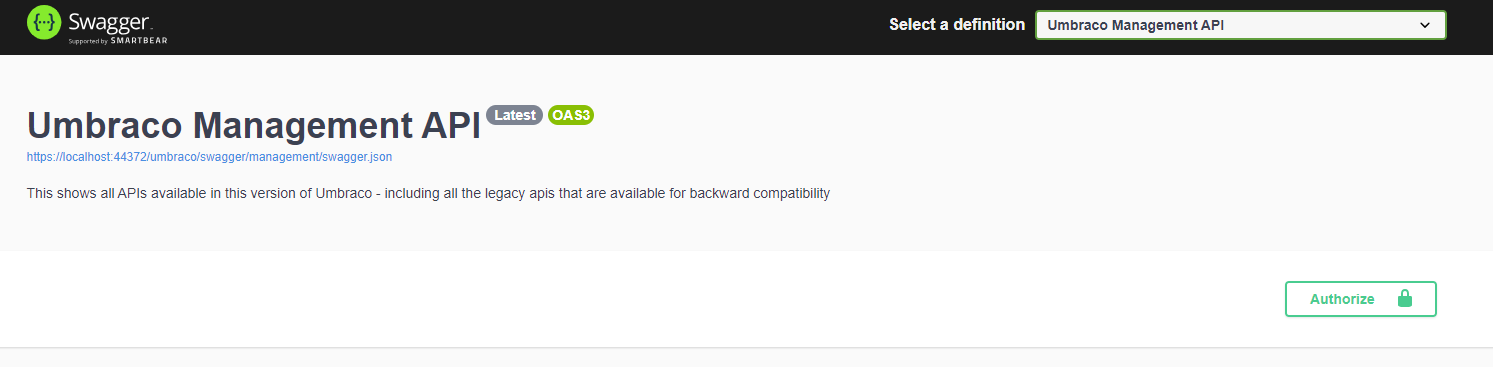 Swagger
Supported by SMARTBEAR
Select a definition
Umbraco Management API
Umbraco Management API Latest OAS3
https://localhost:44372/umbraco/swagger/management/swagger.json
This shows all APIs available in this version of Umbraco - including all the legacy apis that are available for backward compatibility
Authorize